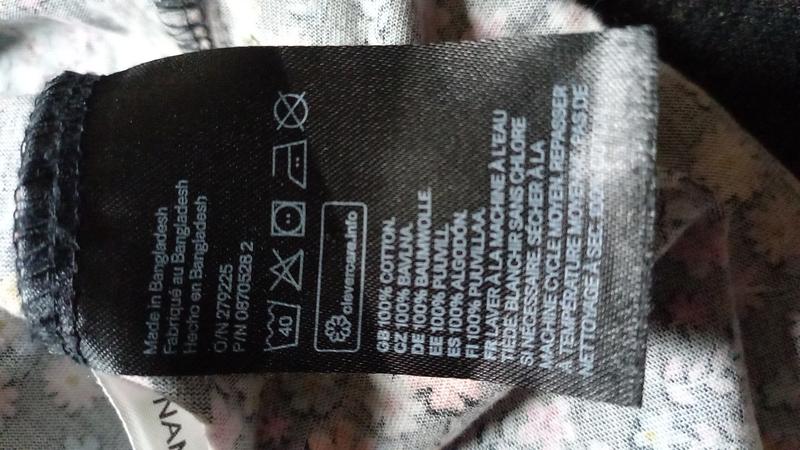 Made in Bangladesh
Fabriqué au Bangladesh
Hecho en Bangladesh
O/N 279225
P/N 0870528 2
40
clevercare.info
GB 100% COTTON.
CZ 100% BAVLNA.
DE 100% BAUMWOLLE.
EE 100% PUUVILL.
ES 100% ALGODÓN.
FI 100% PUUVILLAA.
FR LAVER À LA MACHINE À L'EAU
TIÈDE. BLANCHIR SANS CHLORE
SI NÉCESSAIRE. SÉCHER À LA
MACHINE CYCLE MOYEN. REPASSER
À TEMPÉRATURE MOYENNE. PAS DE
NETTOYAGE À SEC.
NAM